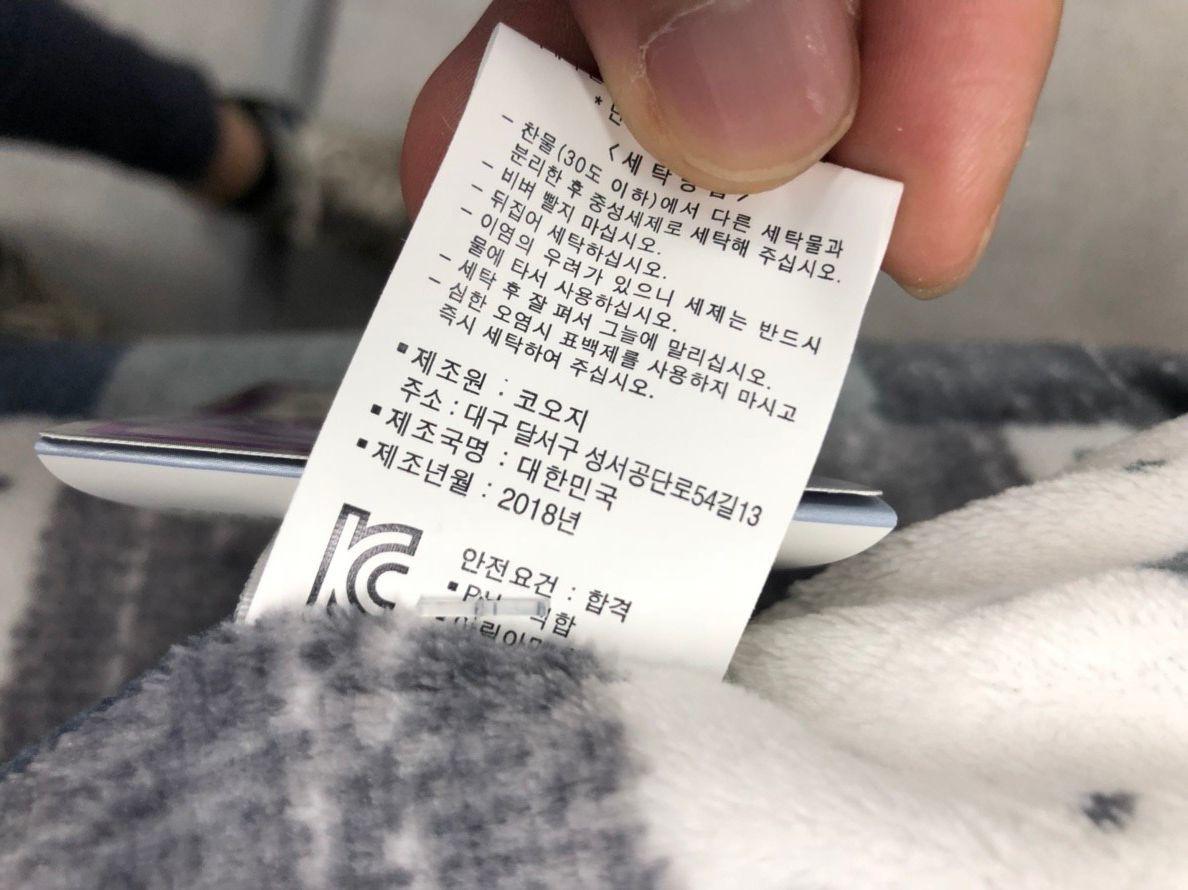 <세탁방법>
- 찬물(30도 이하)에서 다른 세탁물과
분리한 후 중성세제로 세탁해 주십시오.
- 비벼 빨지 마십시오.
- 뒤집어 세탁하십시오.
- 이염의 우려가 있으니 세제는 반드시
물에 타서 사용하십시오.
- 세탁 후 잘 펴서 그늘에 말리십시오.
- 심한 오염시 표백제를 사용하지 마시고
즉시 세탁하여 주십시오.
■제조원 : 코오지
주소 : 대구 달서구 성서공단로54길13
■제조국명 : 대한민국
■제조년월 : 2018년
KC
안전요건 : 합격